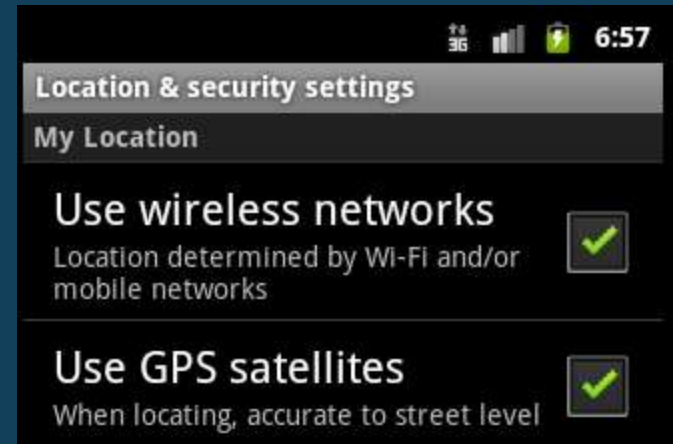 3G 6:57
Location & security settings
My Location
Use wireless networks
Location determined by Wi-Fi and/or
mobile networks
Use GPS satellites
When locating, accurate to street level